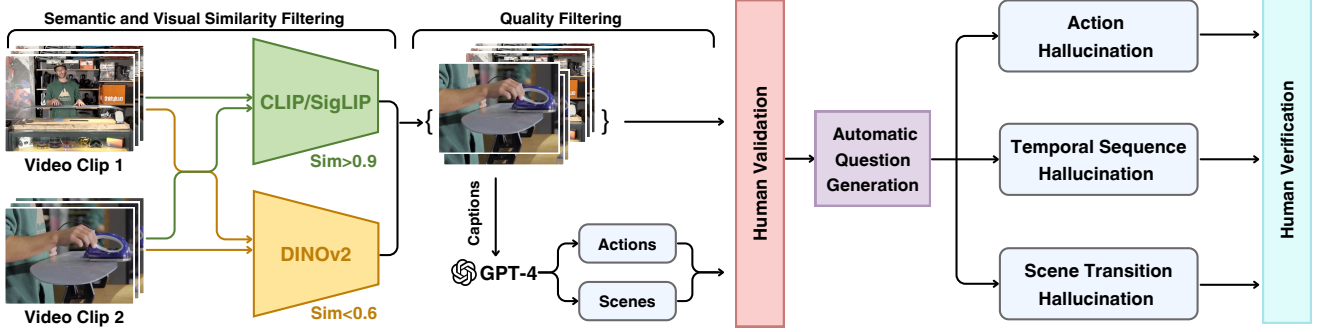 Semantic and Visual Similarity Filtering
Quality Filtering
Video Clip 1
Video Clip 2
CLIP/SigLIP
Sim>0.9
DINOv2
Sim<0.6
{
}
Captions
GPT-4
Actions
Scenes
Human Validation
Automatic
Question
Generation
Action
Hallucination
Temporal Sequence
Hallucination
Scene Transition
Hallucination
Human Verification